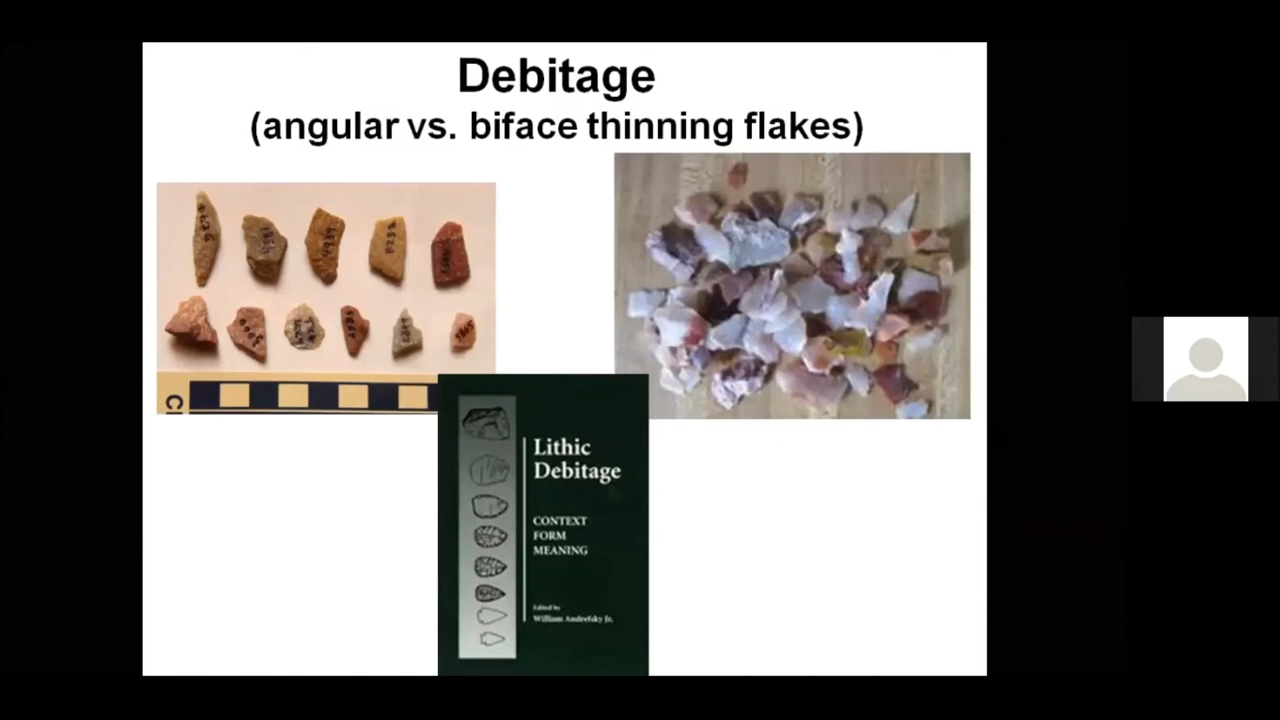 Debitage
(angular vs. biface thinning flakes)
Lithic
Debitage
CONTEXT
FORM
MEANING
Edited by
William Andrefsky Jr.